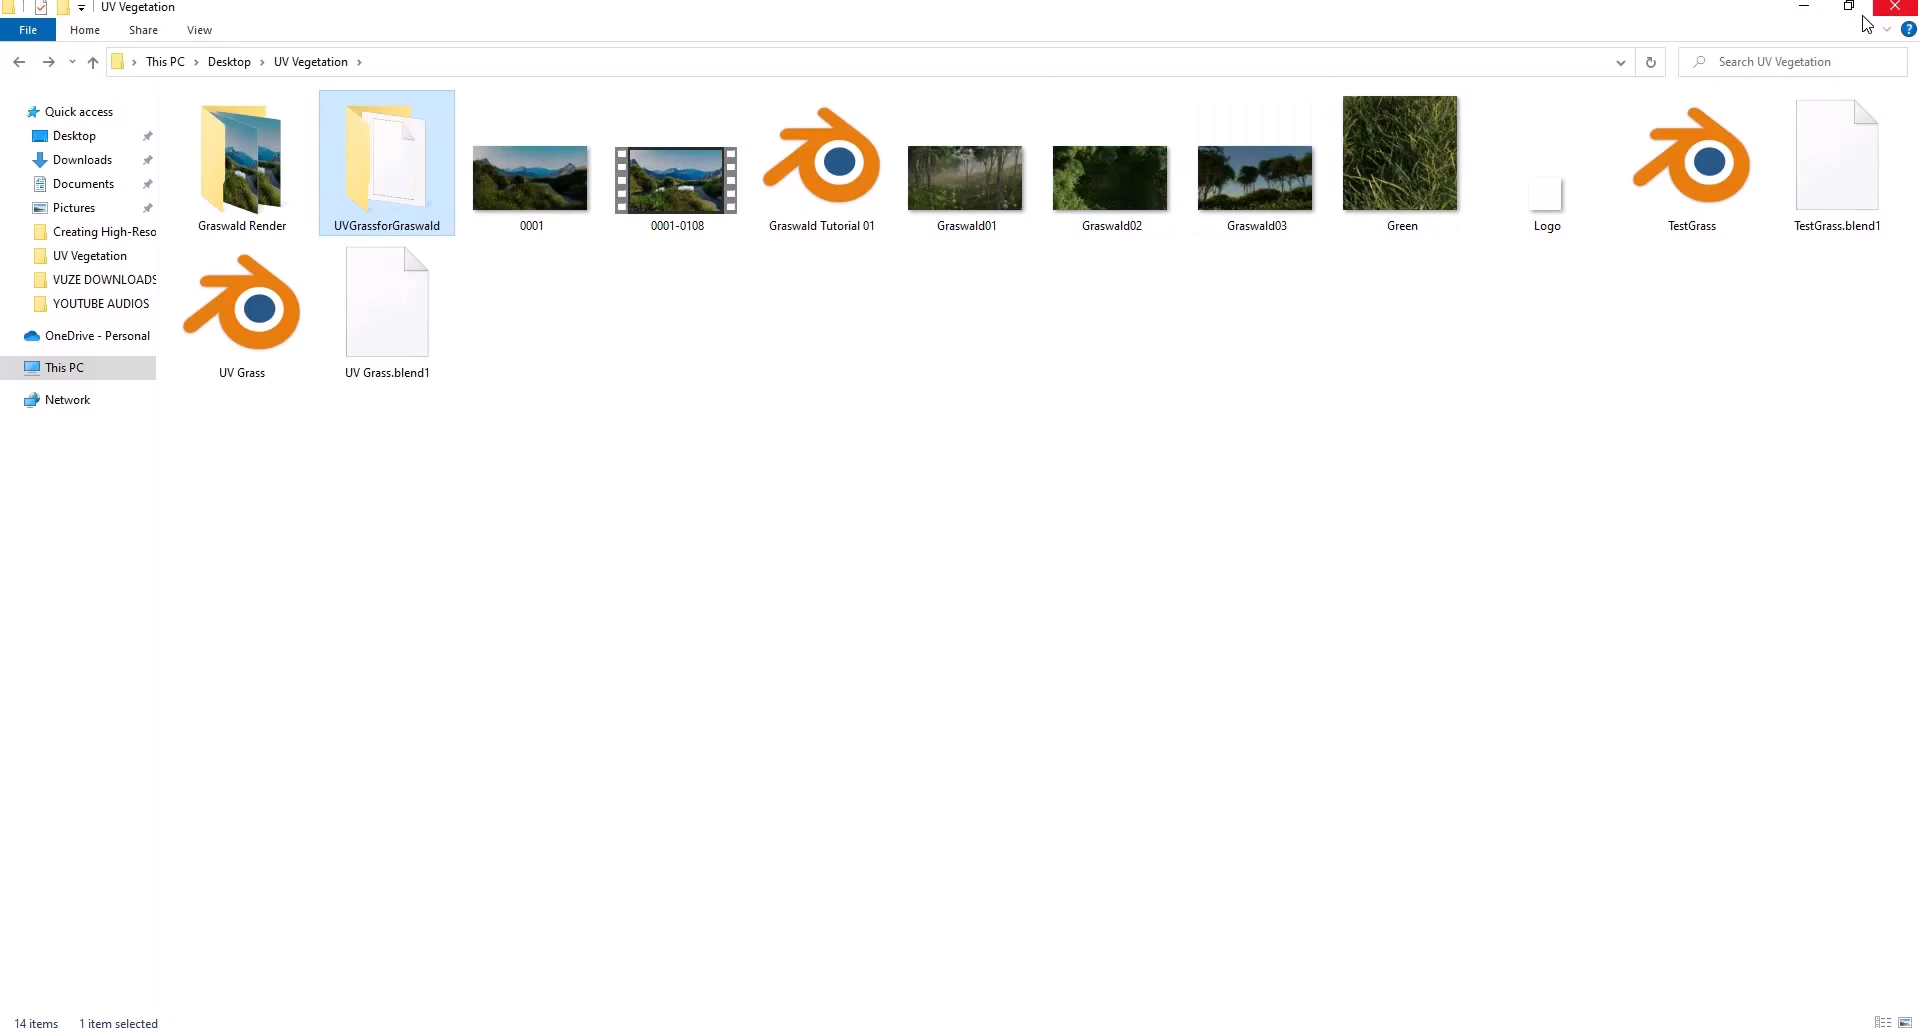 UV Vegetation
File Home Share View
This PC Desktop UV Vegetation
Search UV Vegetation
Quick access
Desktop
Downloads
Documents
Pictures
Creating High-Reso
UV Vegetation
VUZE DOWNLOADS
YOUTUBE AUDIOS
OneDrive - Personal
This PC
Network
Graswald Render
UVGrassforGraswald
0001
0001-0108
Graswald Tutorial 01
Graswald01
Graswald02
Graswald03
Green
Logo
TestGrass
TestGrass.blend1
UV Grass
UV Grass.blend1
14 items 1 item selected